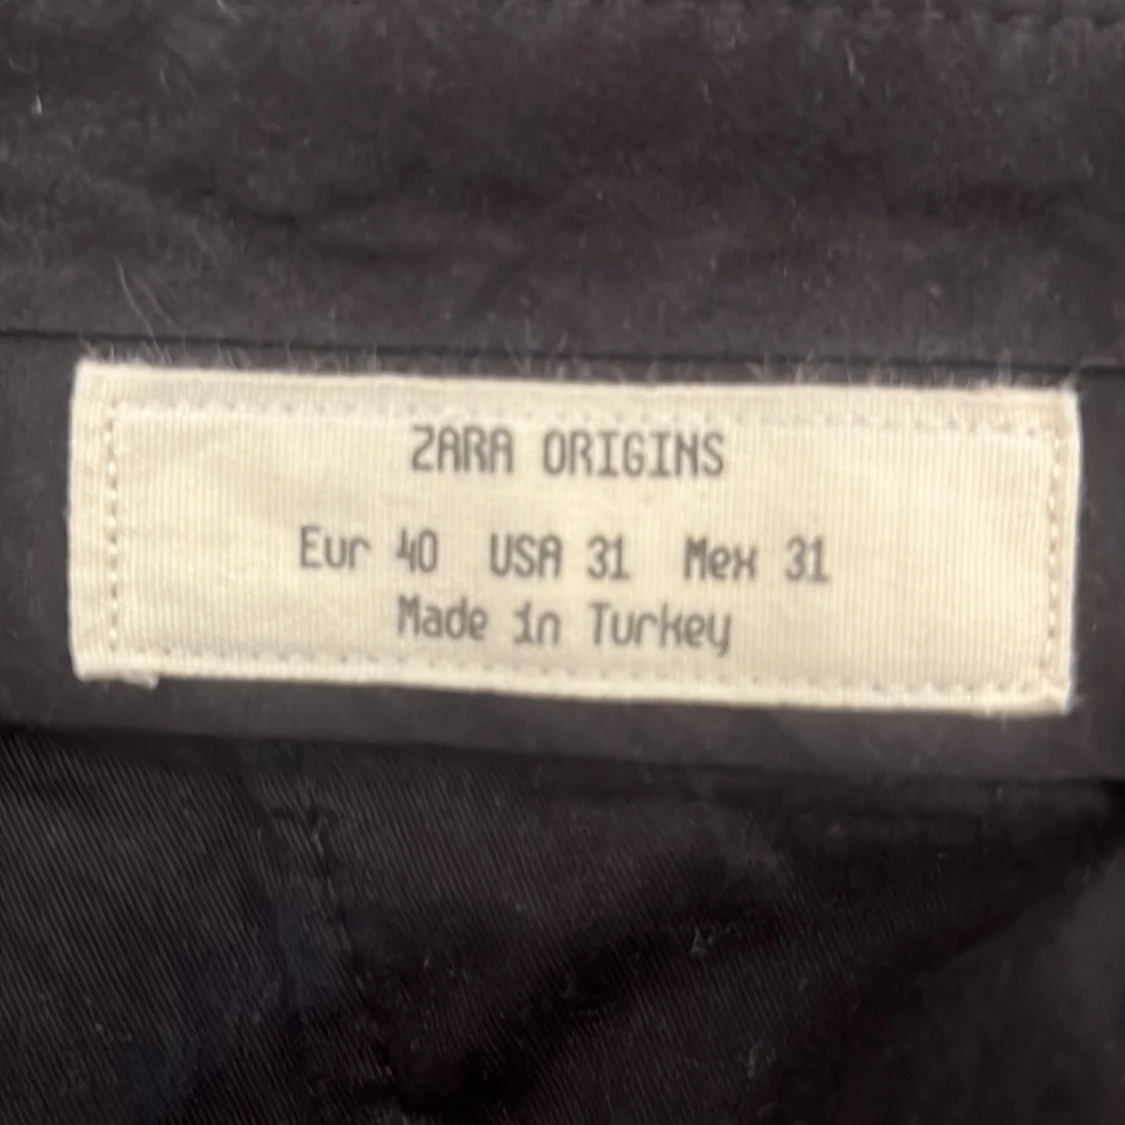 ZARA ORIGINS
Eur 40 USA 31 Mex 31
Made in Turkey